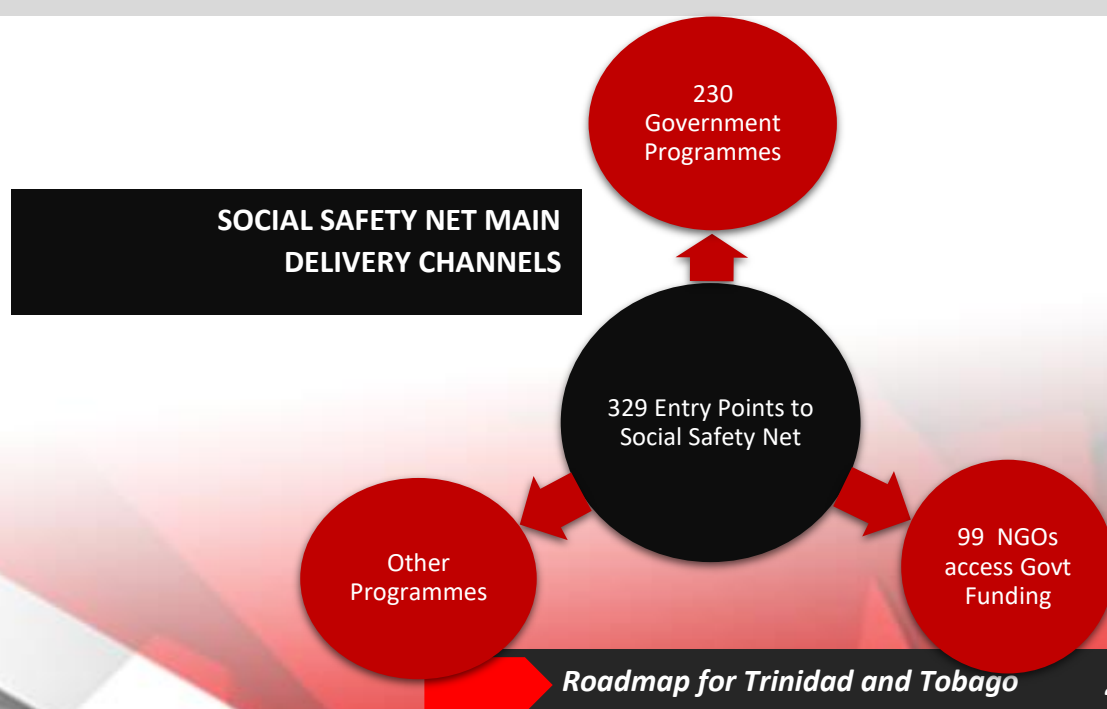 230
Government
Programmes
SOCIAL SAFETY NET MAIN
DELIVERY CHANNELS
329 Entry Points to
Social Safety Net
Other
Programmes
99 NGOs
access Govt
Funding
Roadmap for Trinidad and Tobago